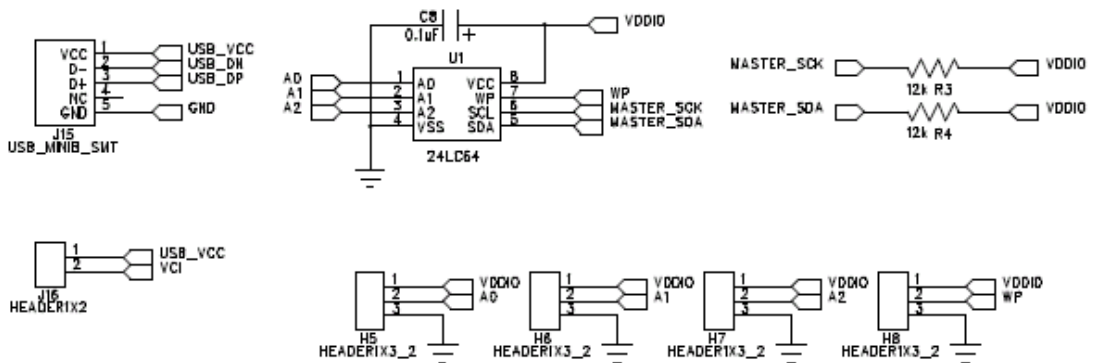 C8
0.1uF
+
VDDIO
VCC 1 USB_VCC
D- 2 USB_DN
D+ 3 USB_DP
NC 4
GND 5 GND
J15
USB_MINIB_SMT
U1
A0 1 A0 VCC 8
A1 2 A1 WP 7 WP
A2 3 A2 SCL 6 MASTER_SCK
4 VSS SDA 5 MASTER_SDA
24LC64
MASTER_SCK VDDIO
12k R3
MASTER_SDA VDDIO
12k R4
1 USB_VCC
2 VCI
J16
HEADER1X2
1 VDDIO
2 A0
3
H5
HEADER1X3_2
1 VDDIO
2 A1
3
H6
HEADER1X3_2
1 VDDIO
2 A2
3
H7
HEADER1X3_2
1 VDDIO
2 WP
3
H8
HEADER1X3_2